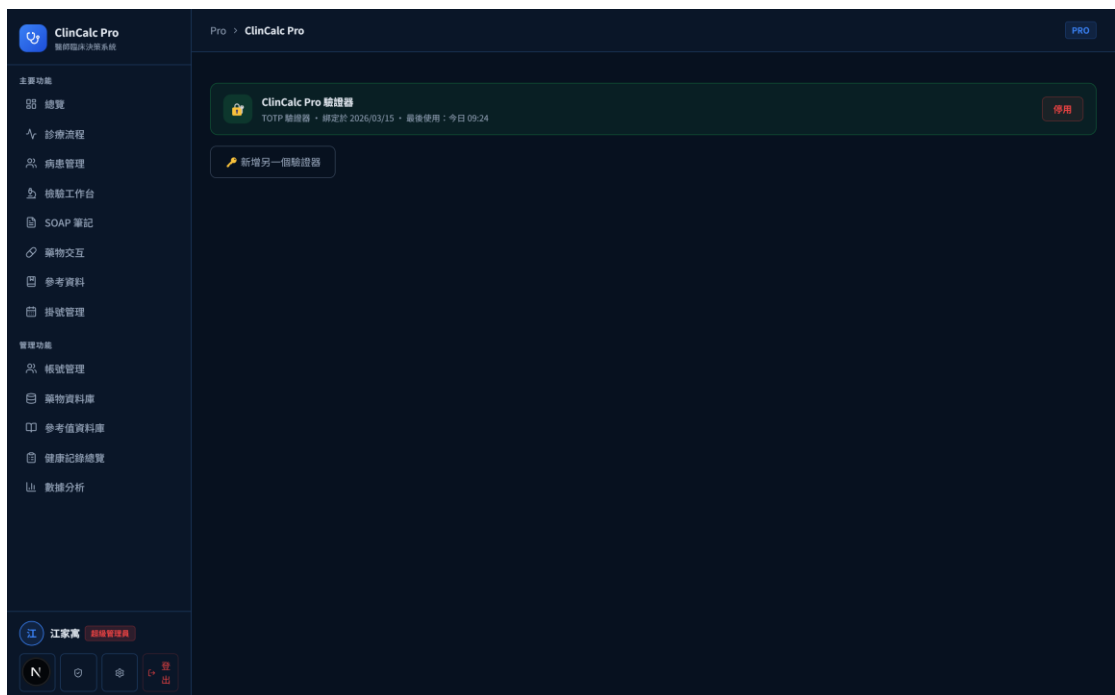 ClinCalc Pro
醫師臨床決策系統
主要功能
總覽
診療流程
病患管理
檢驗工作台
SOAP 筆記
藥物交互
參考資料
掛號管理
管理功能
帳號管理
藥物資料庫
參考值資料庫
健康記錄總覽
數據分析
江
江家寓
超級管理員
N
登
出
Pro > ClinCalc Pro
PRO
ClinCalc Pro 驗證器
TOTP 驗證器 · 綁定於 2026/03/15 · 最後使用：今日 09:24
停用
新增另一個驗證器